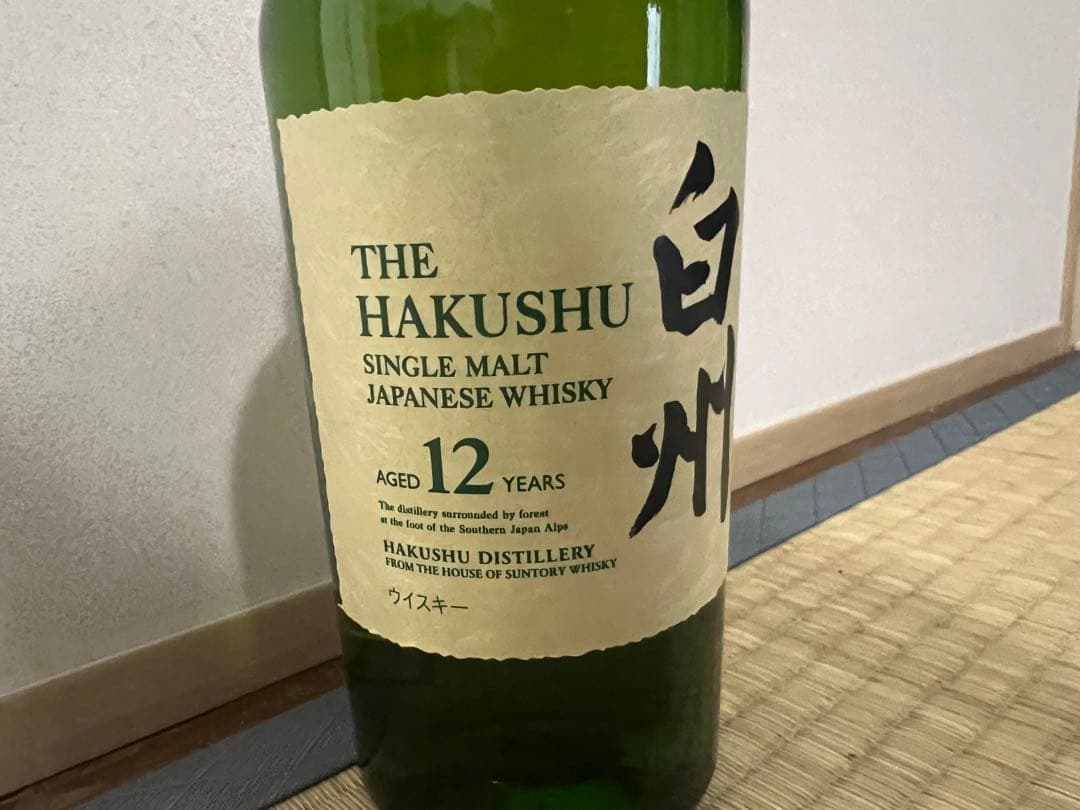 THE
HAKUSHU
SINGLE MALT
JAPANESE WHISKY
AGED 12 YEARS
The distillery surrounded by forest
at the foot of the Southern Japan Alps
HAKUSHU DISTILLERY
FROM THE HOUSE OF SUNTORY WHISKY
ウイスキー
白州